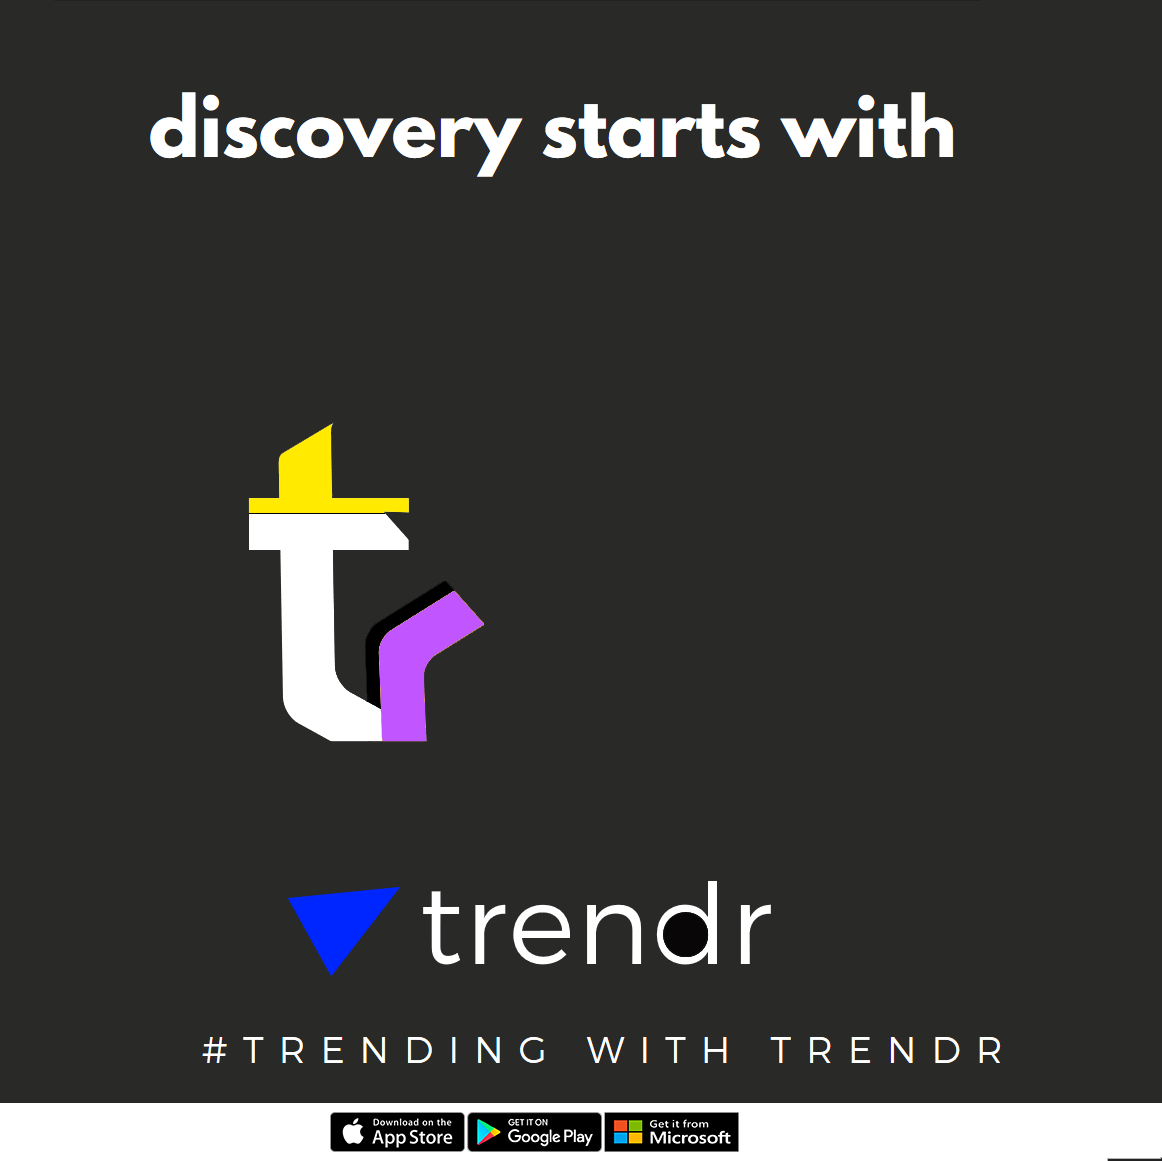 discovery starts with
tr
trendr
#TRENDING WITH TRENDR
Download on the
App Store
GET IT ON
Google Play
Get it from
Microsoft